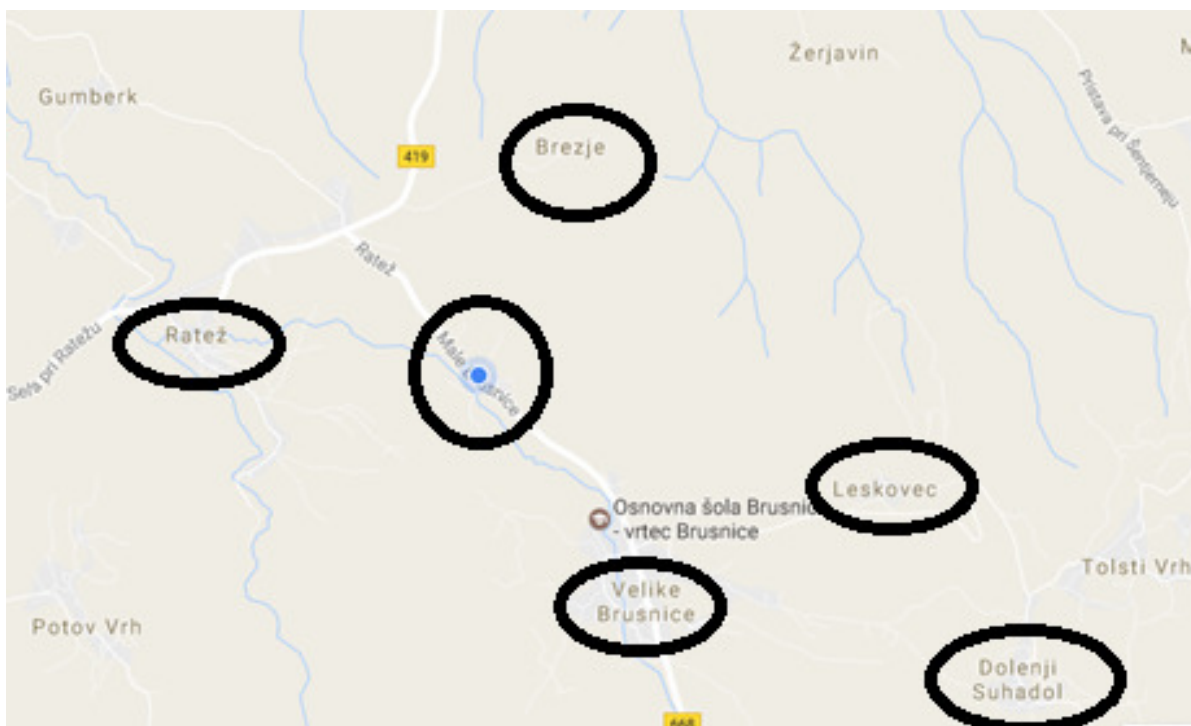 Žerjavin
M
Gumberk
Pristava pri Šentjerneju
Brezje
419
Ratež
Ratež
Sela pri Ratežu
Male Brusnice
Leskovec
Osnovna šola Brusnic
- vrtec Brusnice
Tolsti Vrh
Velike
Brusnice
Potov Vrh
Dolenji
Suhadol
668